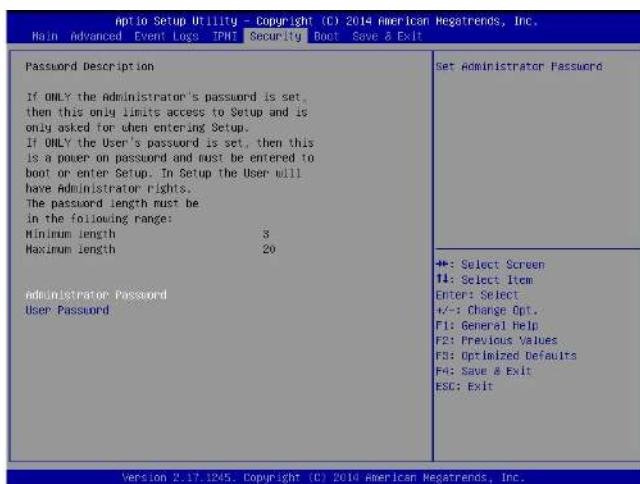 Aptio Setup Utility - Copyright (C) 2014 American Megatrends, Inc.
Main Advanced Event Logs IPMI Security Boot Save & Exit
Password Description
If ONLY the Administrator's password is set,
then this only limits access to Setup and is
only asked for when entering Setup.
If ONLY the User's password is set, then this
is a power on password and must be entered to
boot or enter Setup. In Setup the User will
have Administrator rights.
The password length must be
in the following range:
Minimum length 3
Maximum length 20
Administrator Password
User Password
Set Administrator Password
→←: Select Screen
↑↓: Select Item
Enter: Select
+/-: Change Opt.
F1: General Help
F2: Previous Values
F3: Optimized Defaults
F4: Save & Exit
ESC: Exit
Version 2.17.1245. Copyright (C) 2014 American Megatrends, Inc.